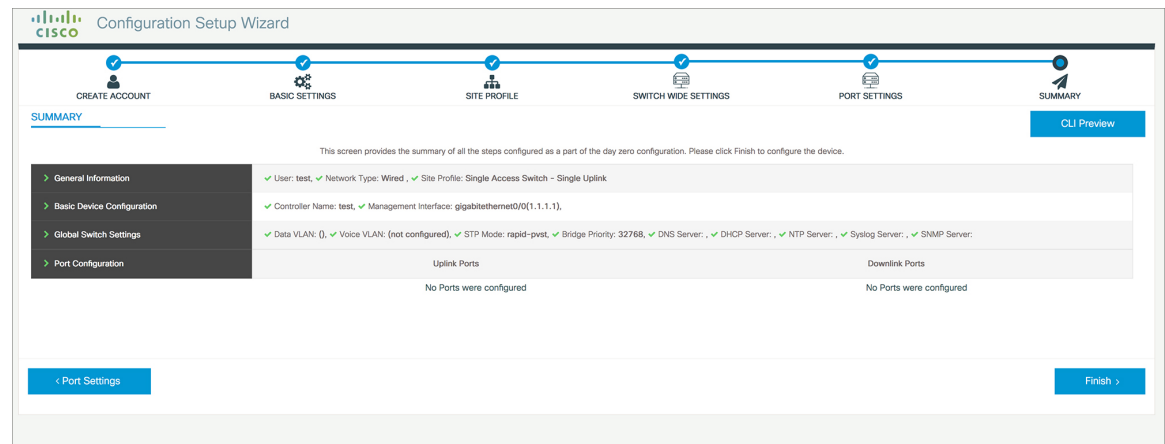 CISCO
Configuration Setup Wizard
CREATE ACCOUNT
BASIC SETTINGS
SITE PROFILE
SWITCH WIDE SETTINGS
PORT SETTINGS
SUMMARY
SUMMARY
CLI Preview
This screen provides the summary of all the steps configured as a part of the day zero configuration. Please click Finish to configure the device.
General Information
User: test, Network Type: Wired , Site Profile: Single Access Switch - Single Uplink
Basic Device Configuration
Controller Name: test, Management Interface: gigabitethernet0/0(1.1.1.1),
Global Switch Settings
Data VLAN: (), Voice VLAN: (not configured), STP Mode: rapid-pvst, Bridge Priority: 32768, DNS Server: , DHCP Server: , NTP Server: , Syslog Server: , SNMP Server:
Port Configuration
Uplink Ports
Downlink Ports
No Ports were configured
No Ports were configured
Port Settings
Finish